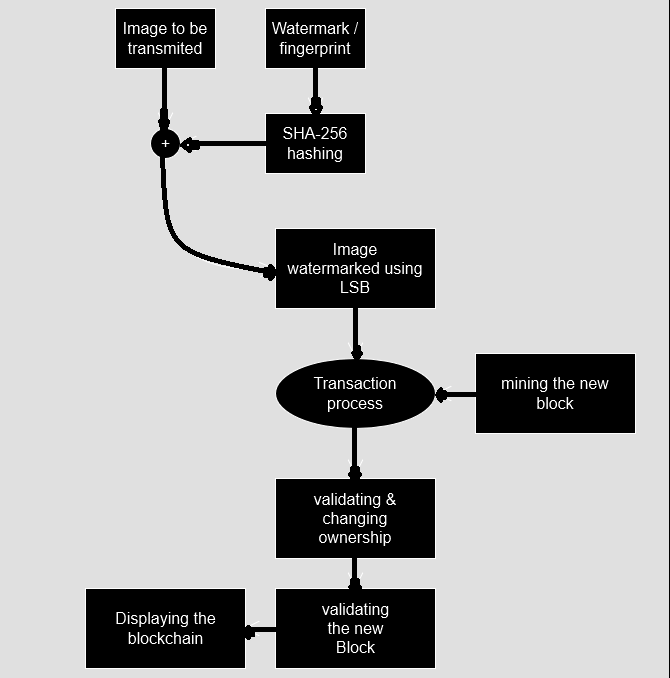 Image to be
transmited
Watermark /
fingerprint
SHA-256
hashing
+
Image
watermarked using
LSB
Transaction
process
mining the new
block
validating &
changing
ownership
Displaying the
blockchain
validating
the new
Block